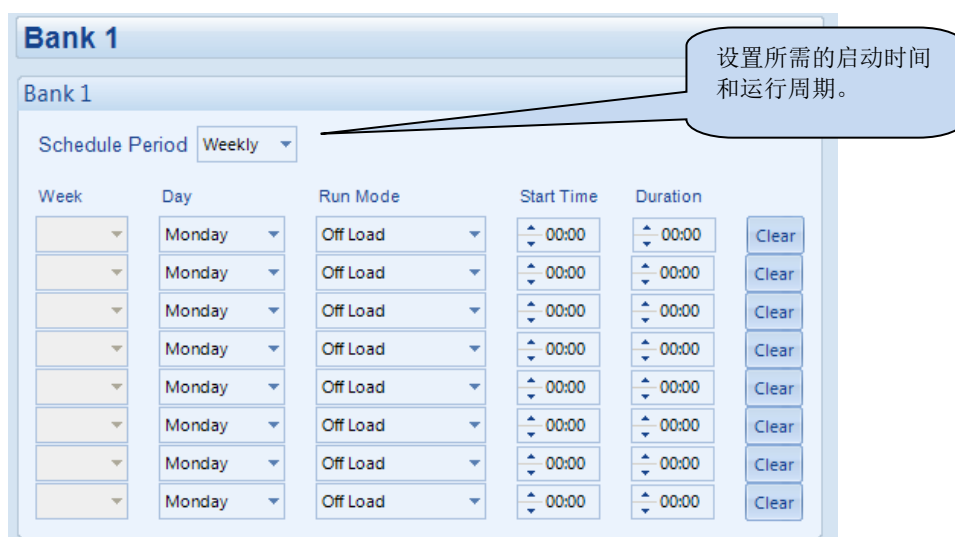 Bank 1
设置所需的启动时间
和运行周期。
Bank 1
Schedule Period Weekly
Week Day Run Mode Start Time Duration
Monday Off Load 00:00 00:00 Clear
Monday Off Load 00:00 00:00 Clear
Monday Off Load 00:00 00:00 Clear
Monday Off Load 00:00 00:00 Clear
Monday Off Load 00:00 00:00 Clear
Monday Off Load 00:00 00:00 Clear
Monday Off Load 00:00 00:00 Clear
Monday Off Load 00:00 00:00 Clear